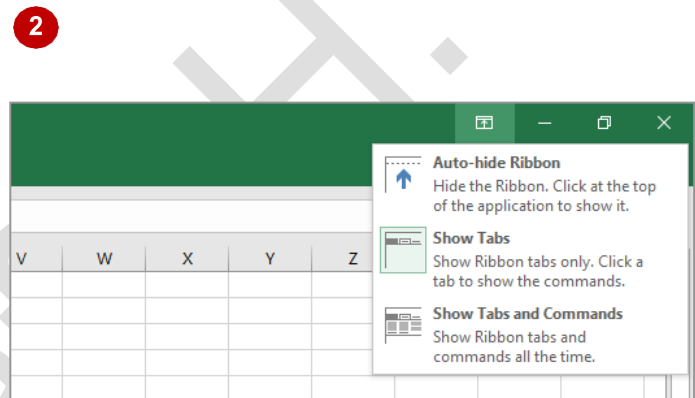 2
Auto-hide Ribbon
Hide the Ribbon. Click at the top
of the application to show it.
Show Tabs
Show Ribbon tabs only. Click a
tab to show the commands.
Show Tabs and Commands
Show Ribbon tabs and
commands all the time.
V W X Y Z